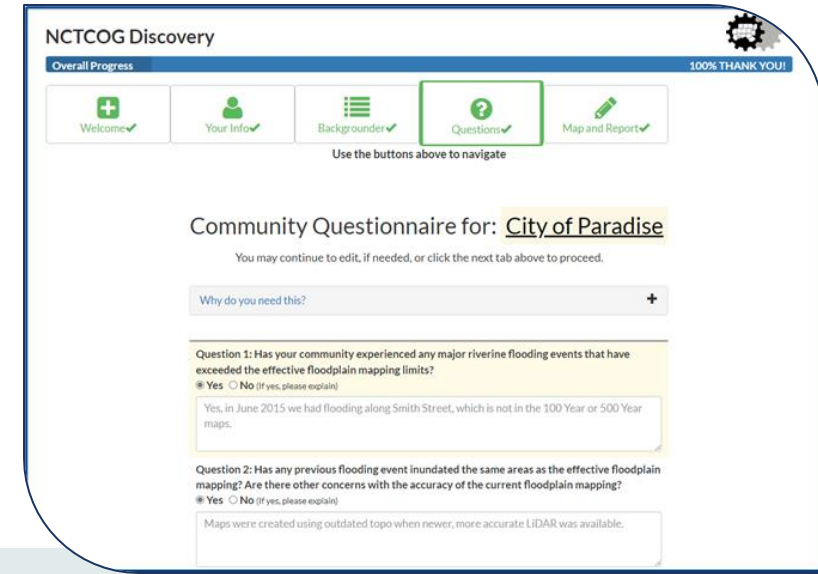 NCTCOG Discovery
Overall Progress 100% THANK YOU!
Welcome Your Info Backgrounder Questions Map and Report
Use the buttons above to navigate
Community Questionnaire for: City of Paradise
You may continue to edit, if needed, or click the next tab above to proceed.
Why do you need this?
Question 1: Has your community experienced any major riverine flooding events that have
exceeded the effective floodplain mapping limits?
Yes No (If yes, please explain)
Yes, in June 2015 we had flooding along Smith Street, which is not in the 100 Year or 500 Year
maps.
Question 2: Has any previous flooding event inundated the same areas as the effective floodplain
mapping? Are there other concerns with the accuracy of the current floodplain mapping?
Yes No (If yes, please explain)
Maps were created using outdated topo when newer, more accurate LiDAR was available.